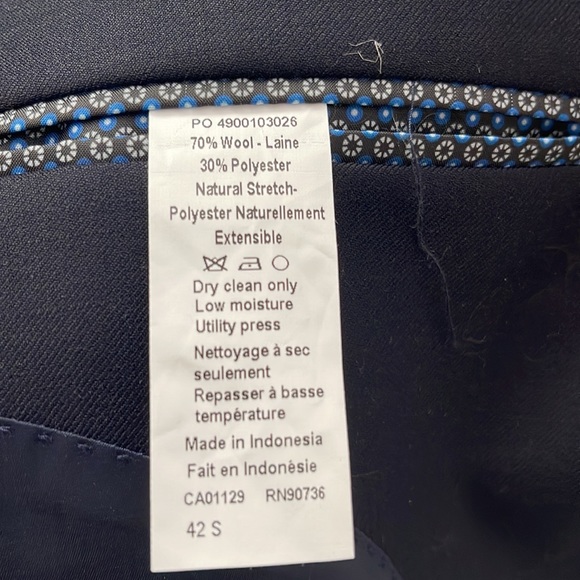 PO 4900103026
70% Wool - Laine
30% Polyester
Natural Stretch-
Polyester Naturellement
Extensible
Dry clean only
Low moisture
Utility press
Nettoyage à sec
seulement
Repasser à basse
température
Made in Indonesia
Fait en Indonèsie
CA01129 RN90736
42 S